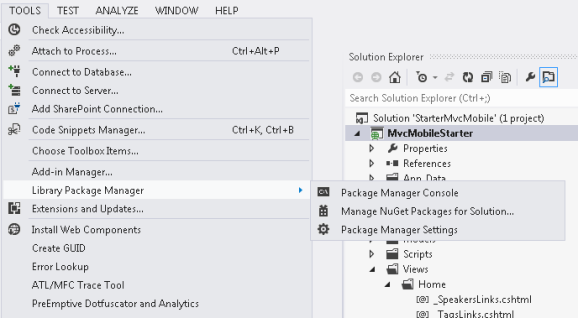 TOOLS TEST ANALYZE WINDOW HELP
Check Accessibility...
Attach to Process... Ctrl+Alt+P
Connect to Database...
Connect to Server...
Add SharePoint Connection...
Code Snippets Manager... Ctrl+K, Ctrl+B
Choose Toolbox Items...
Add-in Manager...
Library Package Manager
Extensions and Updates...
Install Web Components
Create GUID
Error Lookup
ATL/MFC Trace Tool
PreEmptive Dotfuscator and Analytics
Package Manager Console
Manage NuGet Packages for Solution...
Package Manager Settings
Solution Explorer
Search Solution Explorer (Ctrl+;)
Solution 'StarterMvcMobile' (1 project)
MvcMobileStarter
Properties
References
App_Data
Models
Scripts
Views
Home
_SpeakersLinks.cshtml
_TagsLinks.cshtml